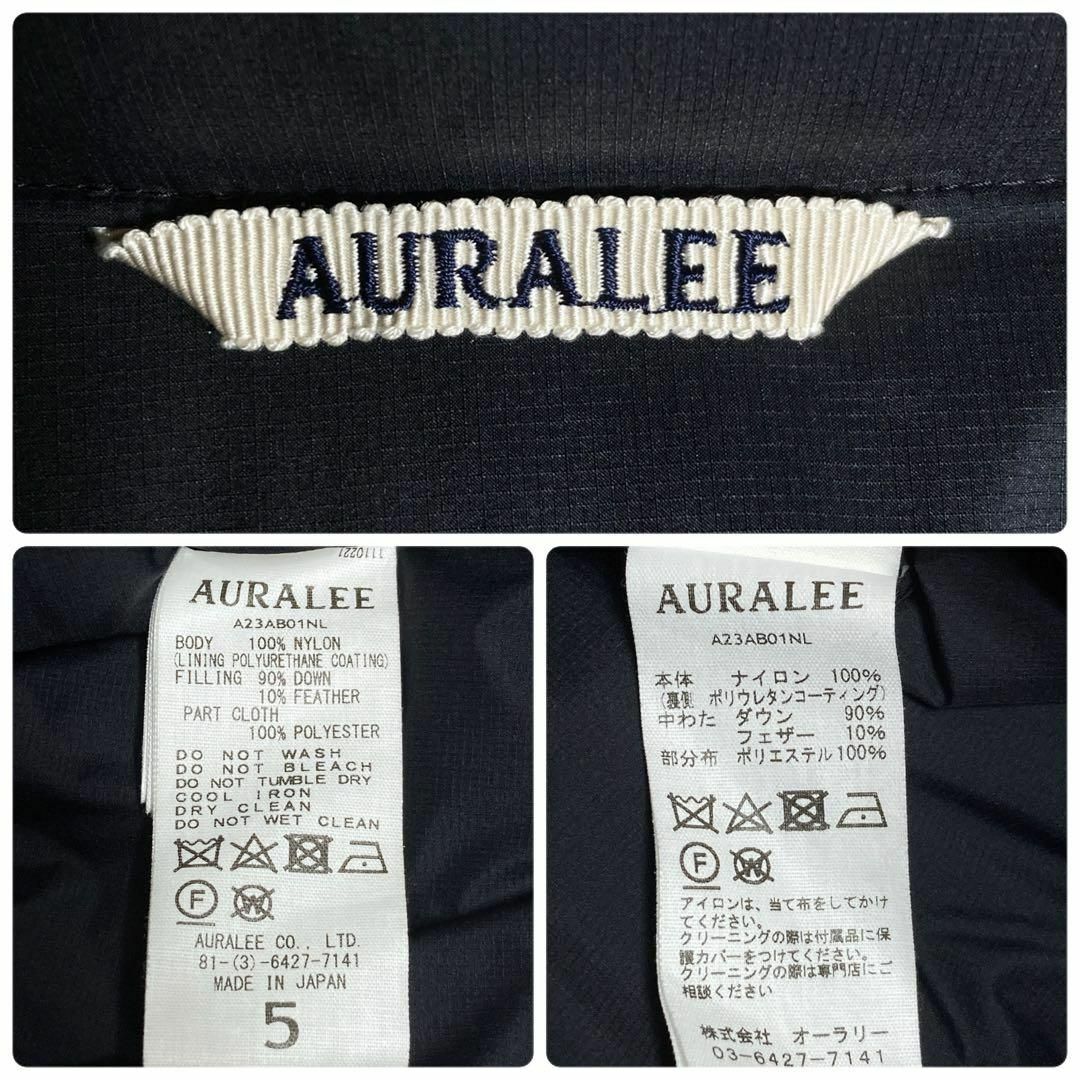 AURALEE
1110221
AURALEE
A23AB01NL
BODY 100% NYLON
(LINING POLYURETHANE COATING)
FILLING 90% DOWN
10% FEATHER
PART CLOTH
100% POLYESTER
DO NOT WASH
DO NOT BLEACH
DO NOT TUMBLE DRY
COOL IRON
DRY CLEAN
DO NOT WET CLEAN
F W
AURALEE CO., LTD.
81-(3)-6427-7141
MADE IN JAPAN
5
AURALEE
A23AB01NL
本体 ナイロン 100%
(裏側 ポリウレタンコーティング)
中わた ダウン 90%
フェザー 10%
部分布 ポリエステル100%
F W
アイロンは、当て布をしてかけ
てください。
クリーニングの際は付属品に保
護カバーをつけてください。
クリーニングの際は専門店にご
相談ください
株式会社 オーラリー
03-6427-7141